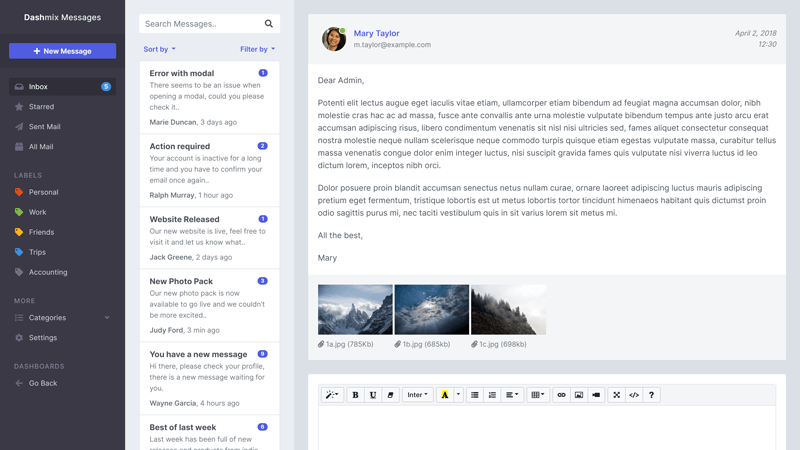 Dashmix Messages
+ New Message
Inbox 5
Starred
Sent Mail
All Mail
LABELS
Personal
Work
Friends
Trips
Accounting
MORE
Categories
Settings
DASHBOARDS
Go Back
Search Messages..
Sort by Filter by
Error with modal 1
There seems to be an issue when
opening a modal, could you please
check it..
Marie Duncan, 3 days ago
Action required 2
Your account is inactive for a long
time and you have to confirm your
email once again..
Ralph Murray, 1 hour ago
Website Released 1
Our new website is live, feel free to
visit it and let us know what..
Jack Greene, 2 days ago
New Photo Pack 3
Our new photo pack is now
available to go live and we couldn't
be more excited..
Judy Ford, 3 min ago
You have a new message 9
Hi there, please check your profile,
there is a new message waiting for
you.
Wayne Garcia, 4 hours ago
Best of last week 6
Last week has been full of new
Mary Taylor
m.taylor@example.com
April 2, 2018
12:30
Dear Admin,
Potenti elit lectus augue eget iaculis vitae etiam, ullamcorper etiam bibendum ad feugiat magna accumsan dolor, nibh
molestie cras hac ac ad massa, fusce ante convallis ante urna molestie vulputate bibendum tempus ante justo arcu erat
accumsan adipiscing risus, libero condimentum venenatis sit nisl nisi ultricies sed, fames aliquet consectetur consequat
nostra molestie neque nullam scelerisque neque commodo turpis quisque etiam egestas vulputate massa, curabitur tellus
massa venenatis congue dolor enim integer luctus, nisi suscipit gravida fames quis vulputate nisi viverra luctus id leo
dictum lorem, inceptos nibh orci.
Dolor posuere proin blandit accumsan senectus netus nullam curae, ornare laoreet adipiscing luctus mauris adipiscing
pretium eget fermentum, tristique lobortis est ut metus lobortis tortor tincidunt himenaeos habitant quis dictumst proin
odio sagittis purus mi, nec taciti vestibulum quis in sit varius lorem sit metus mi.
All the best,
Mary
1a.jpg (785Kb) 1b.jpg (685kb) 1c.jpg (698kb)
B U Inter A </> ?